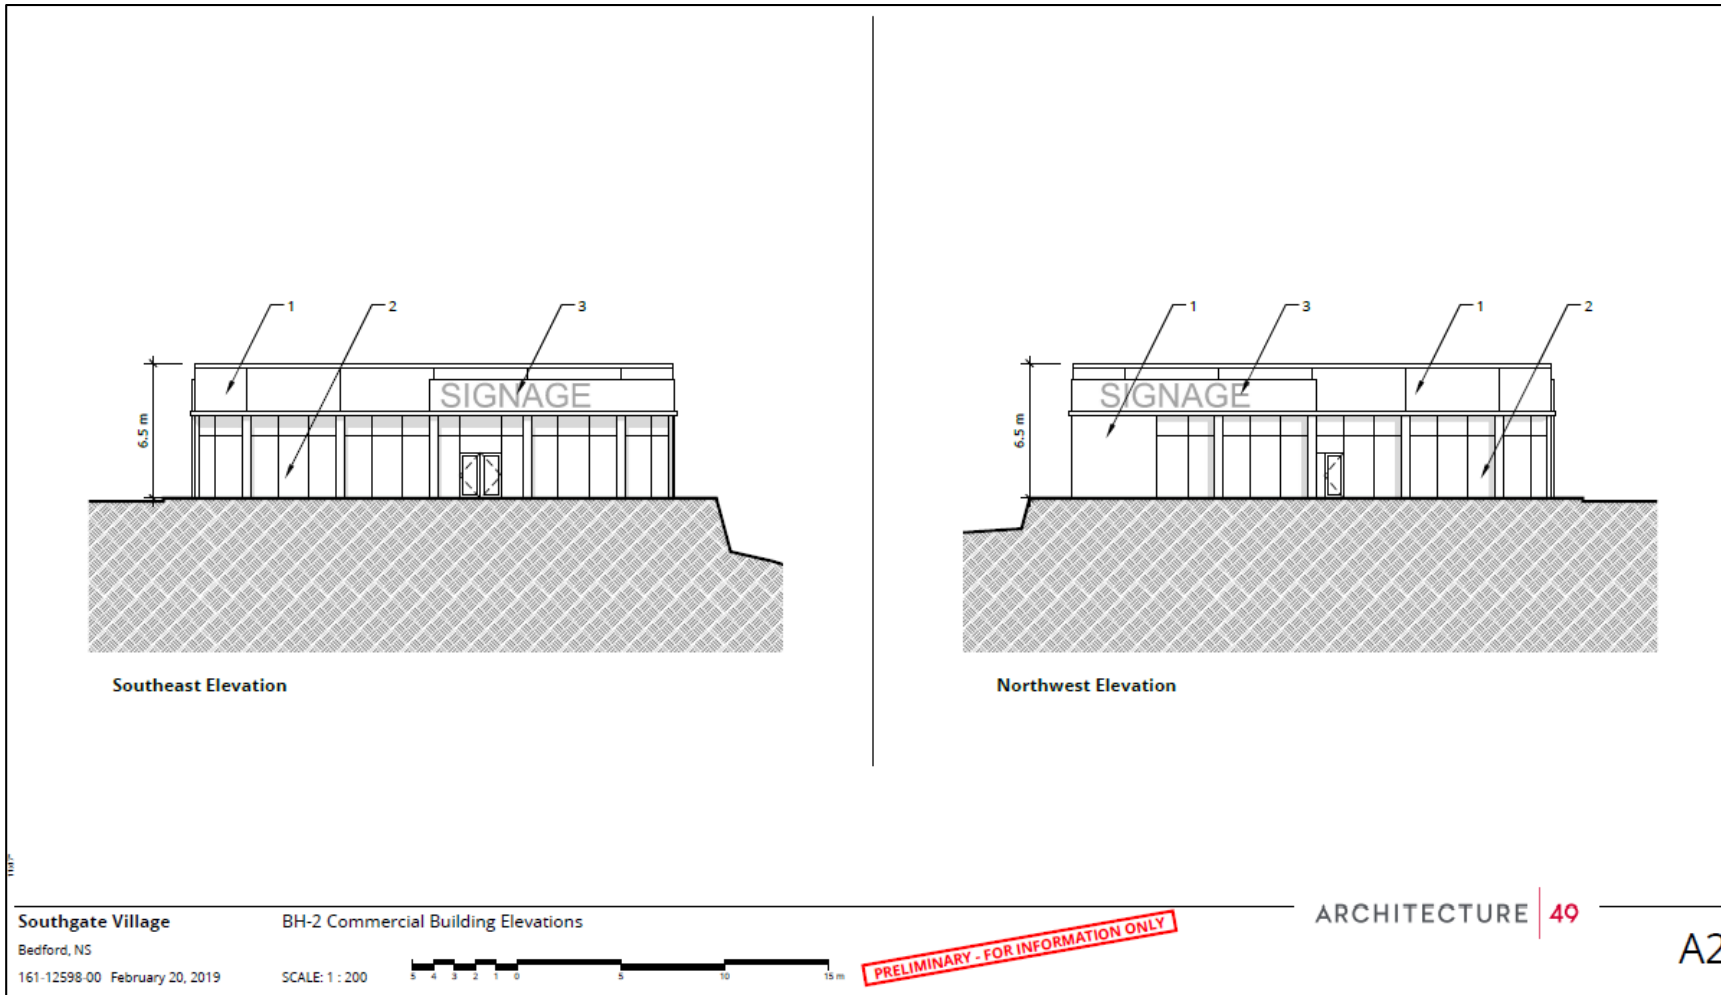 1
2
3
6.5 m
SIGNAGE
Southeast Elevation
1
3
1
2
6.5 m
SIGNAGE
Northwest Elevation
Southgate Village
Bedford, NS
161-12598-00 February 20, 2019
BH-2 Commercial Building Elevations
SCALE: 1 : 200
5 4 3 2 1 0 5 10 15 m
PRELIMINARY - FOR INFORMATION ONLY
ARCHITECTURE 49
A2